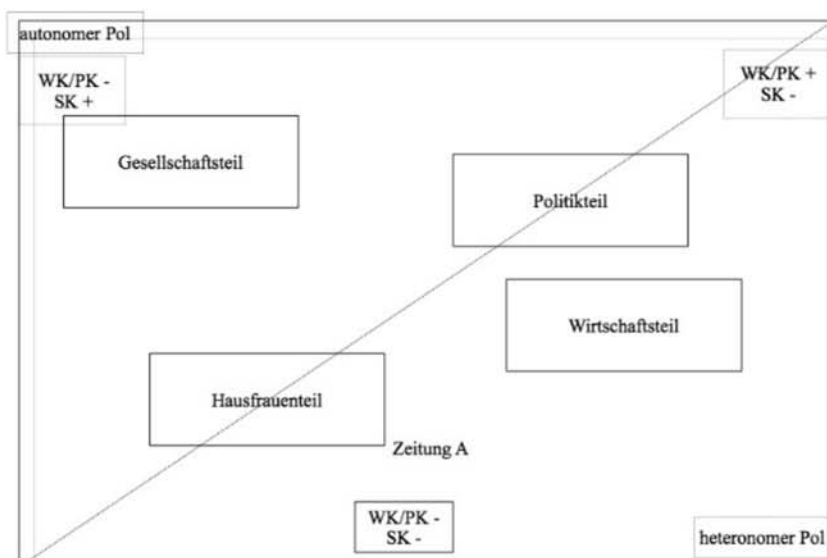 autonomer Pol
WK/PK -
SK +
WK/PK +
SK -
Gesellschaftsteil
Politikteil
Wirtschaftsteil
Hausfrauenteil
Zeitung A
WK/PK -
SK -
heteronomer Pol